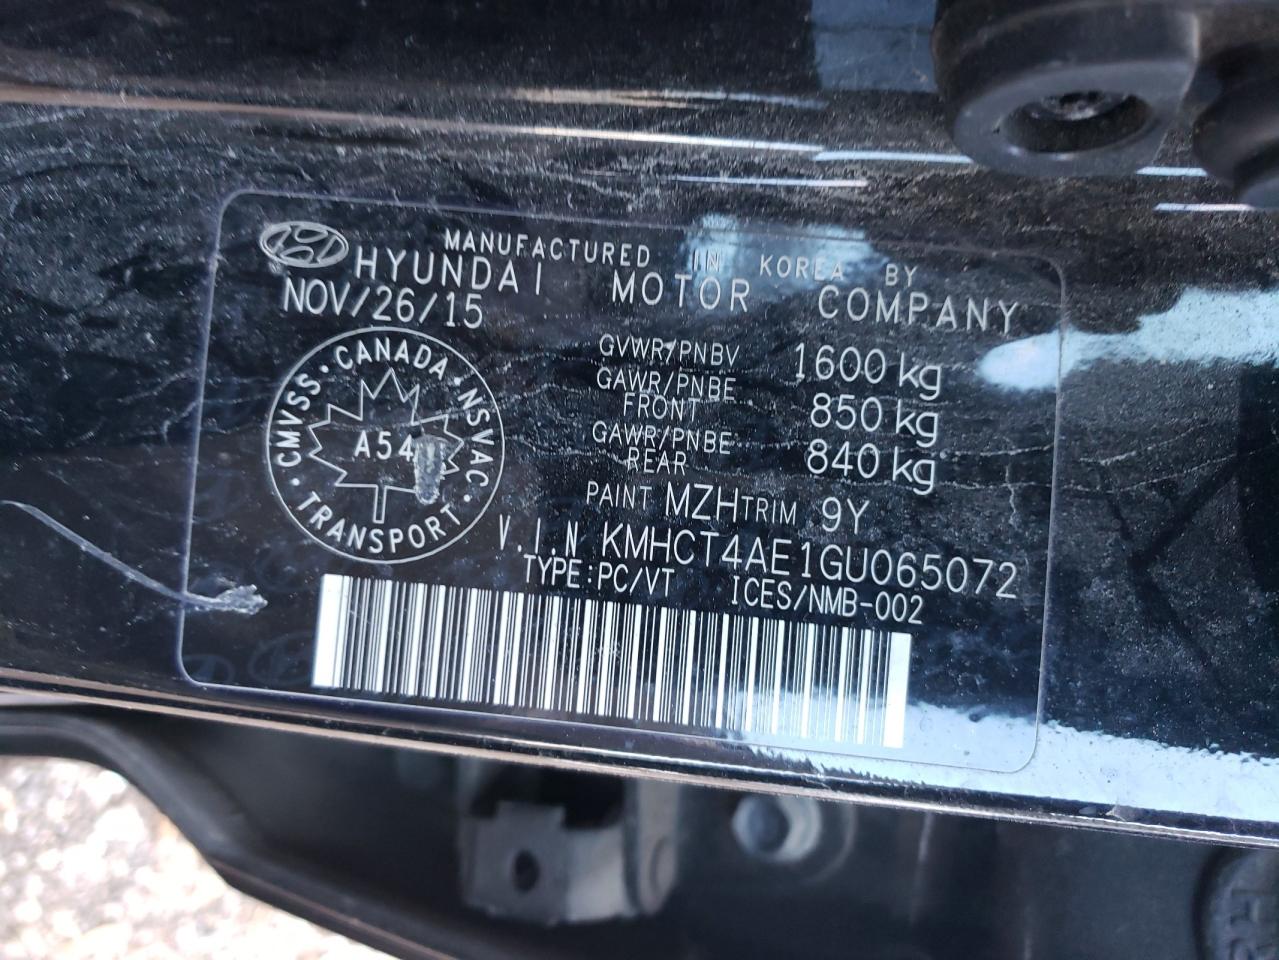 MANUFACTURED IN KOREA BY
HYUNDAI MOTOR COMPANY
NOV/26/15
GVWR/PNBV 1600 kg
GAWR/PNBE FRONT 850 kg
GAWR/PNBE REAR 840 kg
CANADA · NSVAC · TRANSPORT · CMVSS ·
PAINT MZH TRIM 9Y
V.I.N KMHCT4AE1GU065072
TYPE:PC/VT ICES/NMB-002